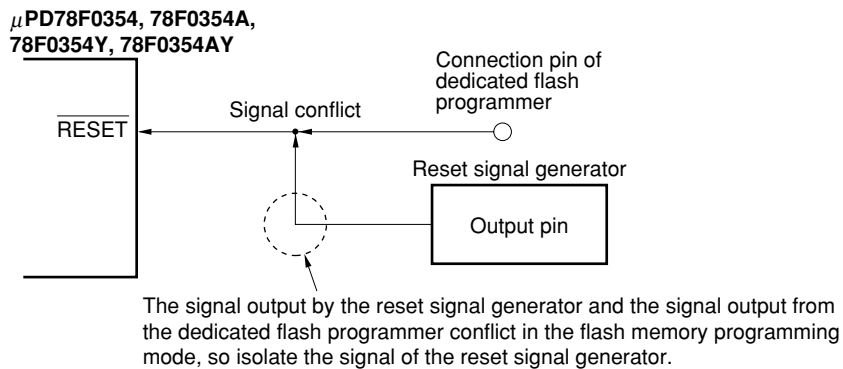 μPD78F0354, 78F0354A,
78F0354Y, 78F0354AY
Connection pin of
dedicated flash
programmer
Signal conflict
RESET
Reset signal generator
Output pin
The signal output by the reset signal generator and the signal output from
the dedicated flash programmer conflict in the flash memory programming
mode, so isolate the signal of the reset signal generator.